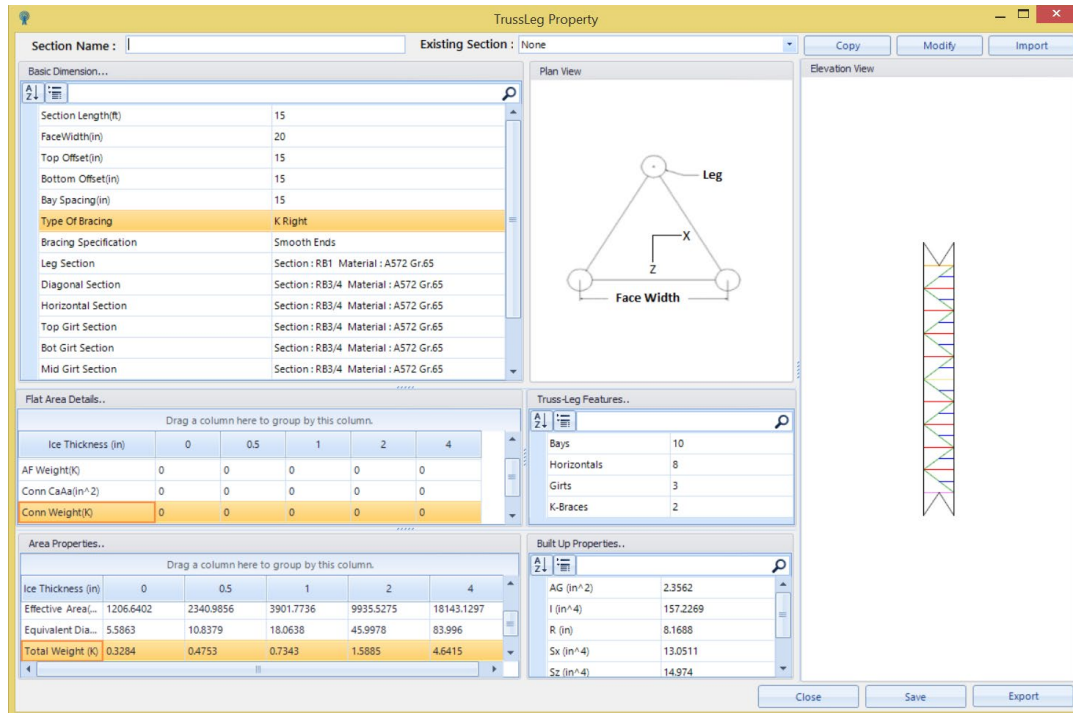 TrussLeg Property
Section Name : Existing Section : None Copy Modify Import
Basic Dimension...
Section Length(ft) 15
FaceWidth(in) 20
Top Offset(in) 15
Bottom Offset(in) 15
Bay Spacing(in) 15
Type Of Bracing K Right
Bracing Specification Smooth Ends
Leg Section Section : RB1 Material : A572 Gr.65
Diagonal Section Section : RB3/4 Material : A572 Gr.65
Horizontal Section Section : RB3/4 Material : A572 Gr.65
Top Girt Section Section : RB3/4 Material : A572 Gr.65
Bot Girt Section Section : RB3/4 Material : A572 Gr.65
Mid Girt Section Section : RB3/4 Material : A572 Gr.65
Plan View
Leg
X
Z
Face Width
Elevation View
Flat Area Details..
Drag a column here to group by this column.
Ice Thickness (in) 0 0.5 1 2 4
AF Weight(K) 0 0 0 0 0
Conn CaAa(in^2) 0 0 0 0 0
Conn Weight(K) 0 0 0 0 0
Truss-Leg Features..
Bays 10
Horizontals 8
Girts 3
K-Braces 2
Area Properties..
Drag a column here to group by this column.
Ice Thickness (in) 0 0.5 1 2 4
Effective Area(... 1206.6402 2340.9856 3901.7736 9935.5275 18143.1297
Equivalent Dia... 5.5863 10.8379 18.0638 45.9978 83.996
Total Weight (K) 0.3284 0.4753 0.7343 1.5885 4.6415
Built Up Properties..
AG (in^2) 2.3562
I (in^4) 157.2269
R (in) 8.1688
Sx (in^4) 13.0511
Sz (in^4) 14.974
Close Save Export